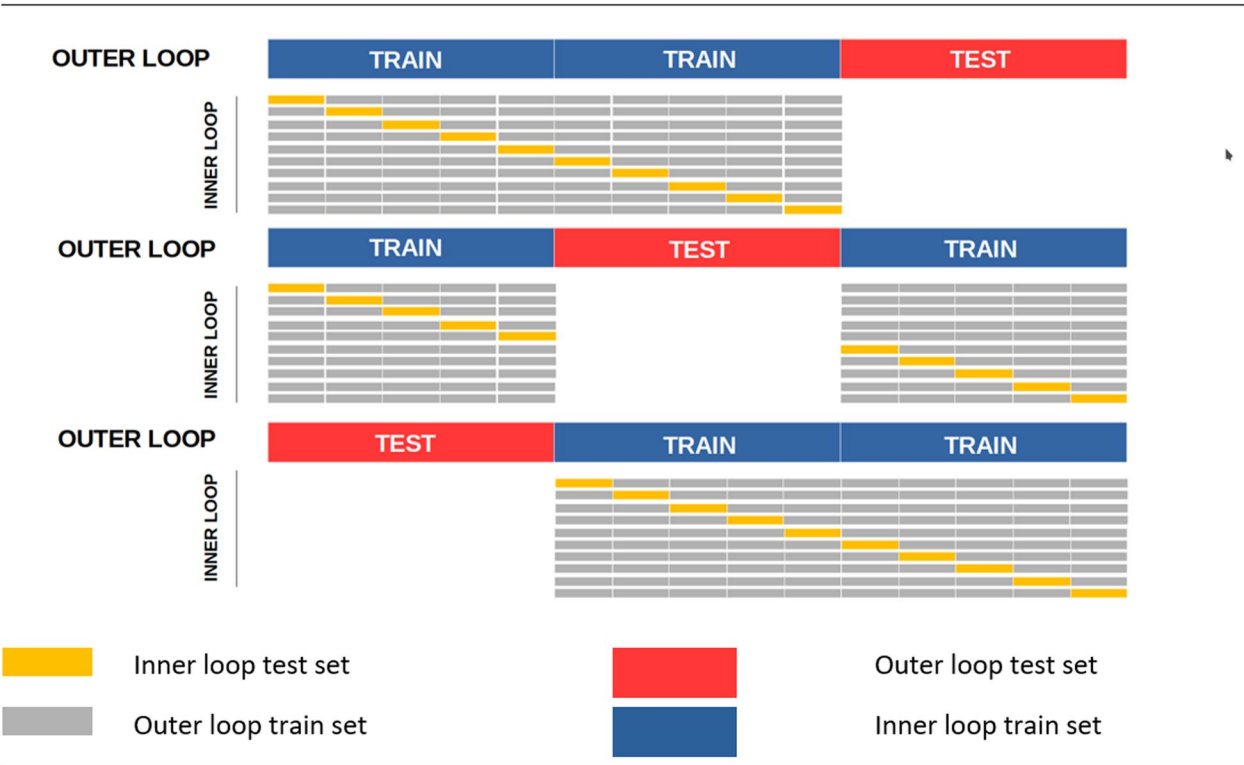 OUTER LOOP TRAIN TRAIN TEST
INNER LOOP
OUTER LOOP TRAIN TEST TRAIN
INNER LOOP
OUTER LOOP TEST TRAIN TRAIN
INNER LOOP
Inner loop test set Outer loop test set
Outer loop train set Inner loop train set